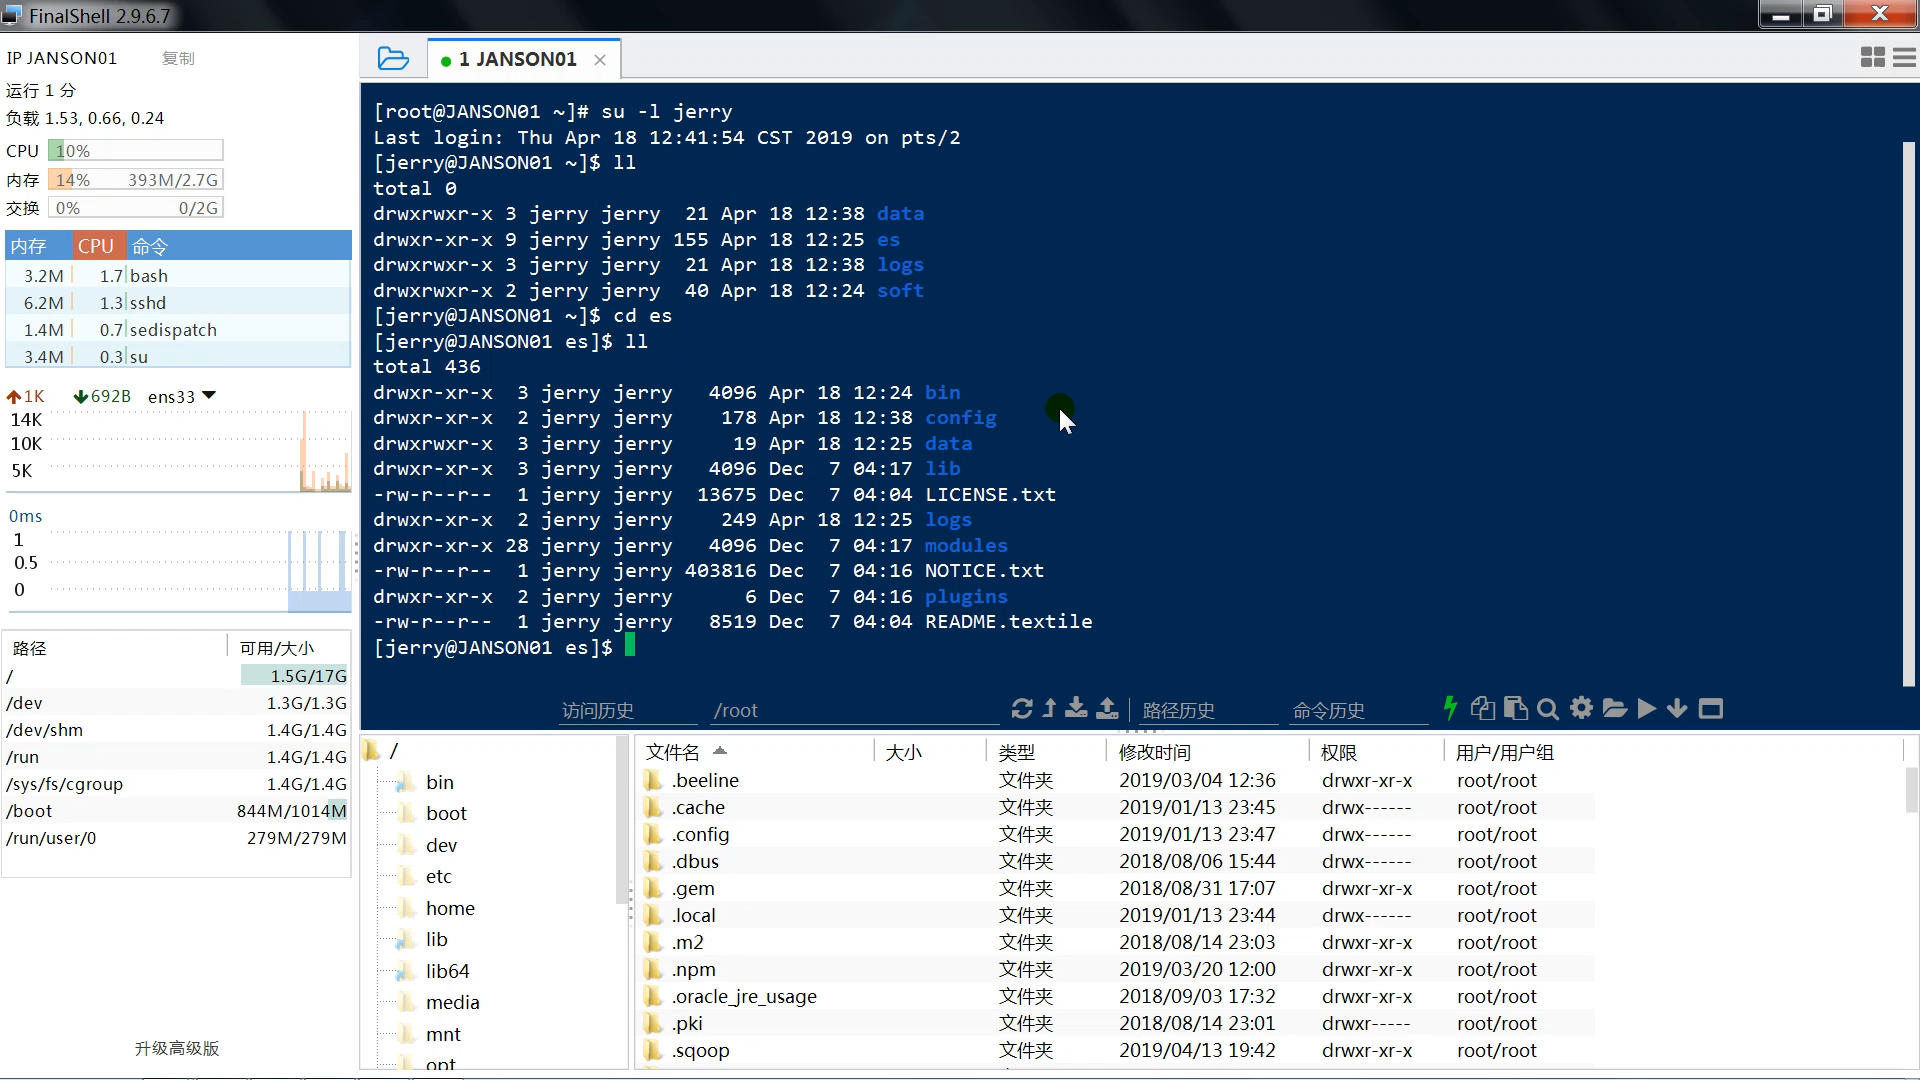 FinalShell 2.9.6.7
IP JANSON01 复制
运行 1 分
负载 1.53, 0.66, 0.24
CPU 10%
内存 14% 393M/2.7G
交换 0% 0/2G
内存 CPU 命令
3.2M 1.7 bash
6.2M 1.3 sshd
1.4M 0.7 sedispatch
3.4M 0.3 su
1K 692B ens33
14K
10K
5K
0ms
1
0.5
0
路径 可用/大小
/ 1.5G/17G
/dev 1.3G/1.3G
/dev/shm 1.4G/1.4G
/run 1.4G/1.4G
/sys/fs/cgroup 1.4G/1.4G
/boot 844M/1014M
/run/user/0 279M/279M
升级高级版
1 JANSON01
[root@JANSON01 ~]# su -l jerry
Last login: Thu Apr 18 12:41:54 CST 2019 on pts/2
[jerry@JANSON01 ~]$ ll
total 0
drwxrwxr-x 3 jerry jerry  21 Apr 18 12:38 data
drwxr-xr-x 9 jerry jerry 155 Apr 18 12:25 es
drwxrwxr-x 3 jerry jerry  21 Apr 18 12:38 logs
drwxrwxr-x 2 jerry jerry  40 Apr 18 12:24 soft
[jerry@JANSON01 ~]$ cd es
[jerry@JANSON01 es]$ ll
total 436
drwxr-xr-x  3 jerry jerry   4096 Apr 18 12:24 bin
drwxr-xr-x  2 jerry jerry    178 Apr 18 12:38 config
drwxrwxr-x  3 jerry jerry     19 Apr 18 12:25 data
drwxr-xr-x  3 jerry jerry   4096 Dec  7 04:17 lib
-rw-r--r--  1 jerry jerry  13675 Dec  7 04:04 LICENSE.txt
drwxr-xr-x  2 jerry jerry    249 Apr 18 12:25 logs
drwxr-xr-x 28 jerry jerry   4096 Dec  7 04:17 modules
-rw-r--r--  1 jerry jerry 403816 Dec  7 04:16 NOTICE.txt
drwxr-xr-x  2 jerry jerry      6 Dec  7 04:16 plugins
-rw-r--r--  1 jerry jerry   8519 Dec  7 04:04 README.textile
[jerry@JANSON01 es]$
访问历史 /root 路径历史 命令历史
/
bin
boot
dev
etc
home
lib
lib64
media
mnt
opt
文件名 大小 类型 修改时间 权限 用户/用户组
.beeline 文件夹 2019/03/04 12:36 drwxr-xr-x root/root
.cache 文件夹 2019/01/13 23:45 drwx------ root/root
.config 文件夹 2019/01/13 23:47 drwx------ root/root
.dbus 文件夹 2018/08/06 15:44 drwx------ root/root
.gem 文件夹 2018/08/31 17:07 drwxr-xr-x root/root
.local 文件夹 2019/01/13 23:44 drwx------ root/root
.m2 文件夹 2018/08/14 23:03 drwxr-xr-x root/root
.npm 文件夹 2019/03/20 12:00 drwxr-xr-x root/root
.oracle_jre_usage 文件夹 2018/09/03 17:32 drwxr-xr-x root/root
.pki 文件夹 2018/08/14 23:01 drwxr----- root/root
.sqoop 文件夹 2019/04/13 19:42 drwxr-xr-x root/root